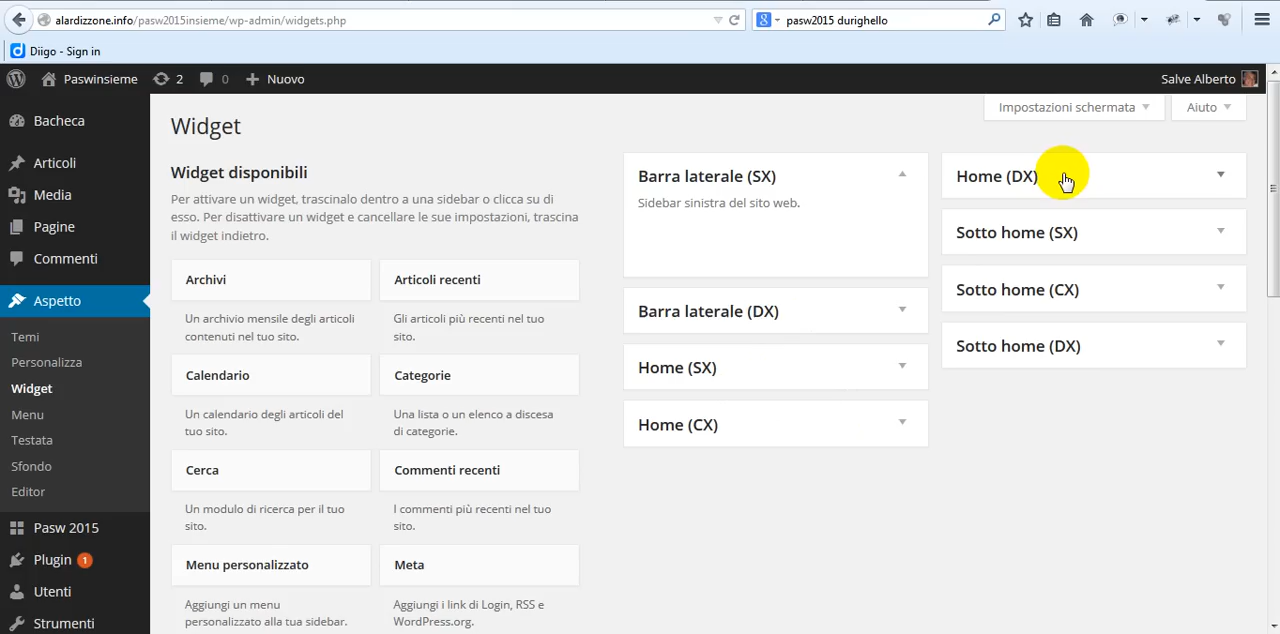 alardizzone.info/pasw2015insieme/wp-admin/widgets.php
pasw2015 durighello
Diigo - Sign in
Paswinsieme
2
0
Nuovo
Salve Alberto
Bacheca
Articoli
Media
Pagine
Commenti
Aspetto
Temi
Personalizza
Widget
Menu
Testata
Sfondo
Editor
Pasw 2015
Plugin 1
Utenti
Strumenti
Impostazioni schermata
Aiuto
Widget
Widget disponibili
Per attivare un widget, trascinalo dentro a una sidebar o clicca su di
esso. Per disattivare un widget e cancellare le sue impostazioni, trascina
il widget indietro.
Archivi
Un archivio mensile degli articoli
contenuti nel tuo sito.
Articoli recenti
Gli articoli più recenti nel tuo
sito.
Calendario
Un calendario degli articoli del
tuo sito.
Categorie
Una lista o un elenco a discesa
di categorie.
Cerca
Un modulo di ricerca per il tuo
sito.
Commenti recenti
I commenti più recenti nel tuo
sito.
Menu personalizzato
Aggiungi un menu
personalizzato alla tua sidebar.
Meta
Aggiungi i link di Login, RSS e
WordPress.org.
Barra laterale (SX)
Sidebar sinistra del sito web.
Barra laterale (DX)
Home (SX)
Home (CX)
Home (DX)
Sotto home (SX)
Sotto home (CX)
Sotto home (DX)